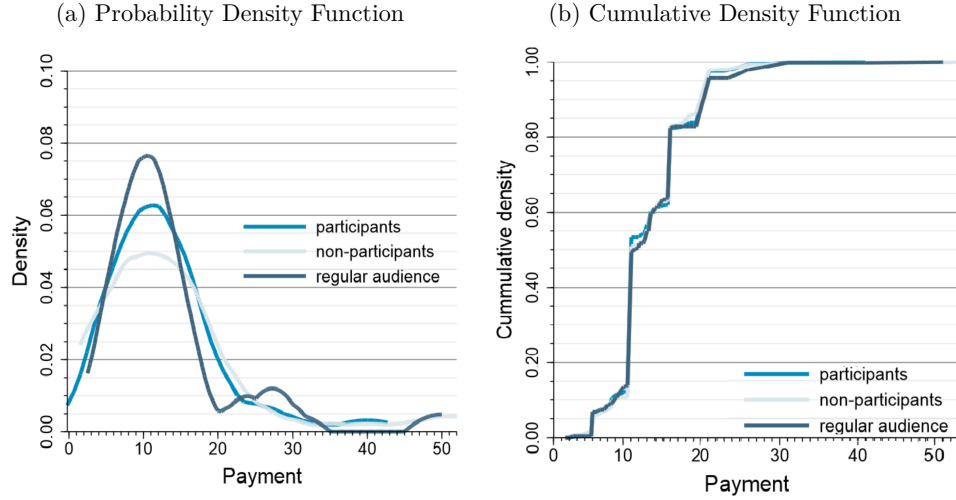 (a) Probability Density Function
0.10
0.08
0.06
0.04
0.02
0.00
Density
participants
non-participants
regular audience
0
10
20
30
40
50
Payment
(b) Cumulative Density Function
1.00
0.80
0.60
0.40
0.20
0.00
Cummulative density
participants
non-participants
regular audience
0
10
20
30
40
50
Payment